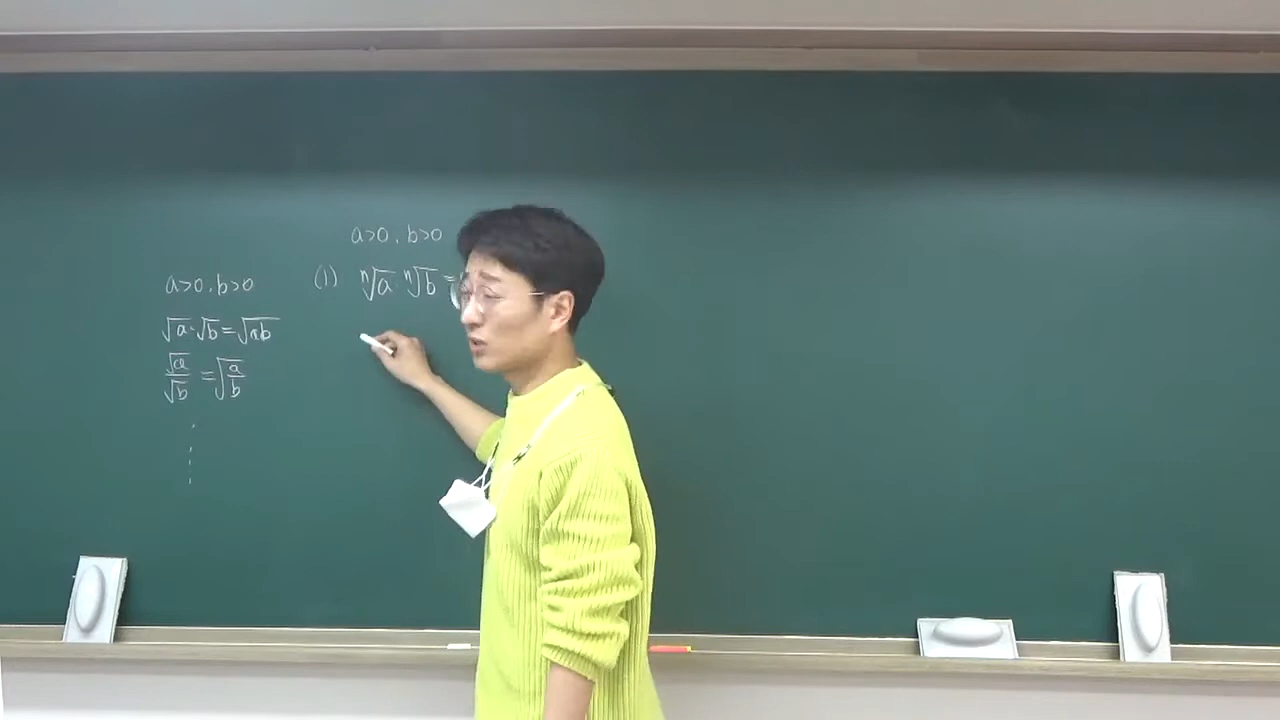 a>0, b>0
√a·√b=√ab
√a/√b=√(a/b)
a>0, b>0
(1) ⁿ√a ⁿ√b =